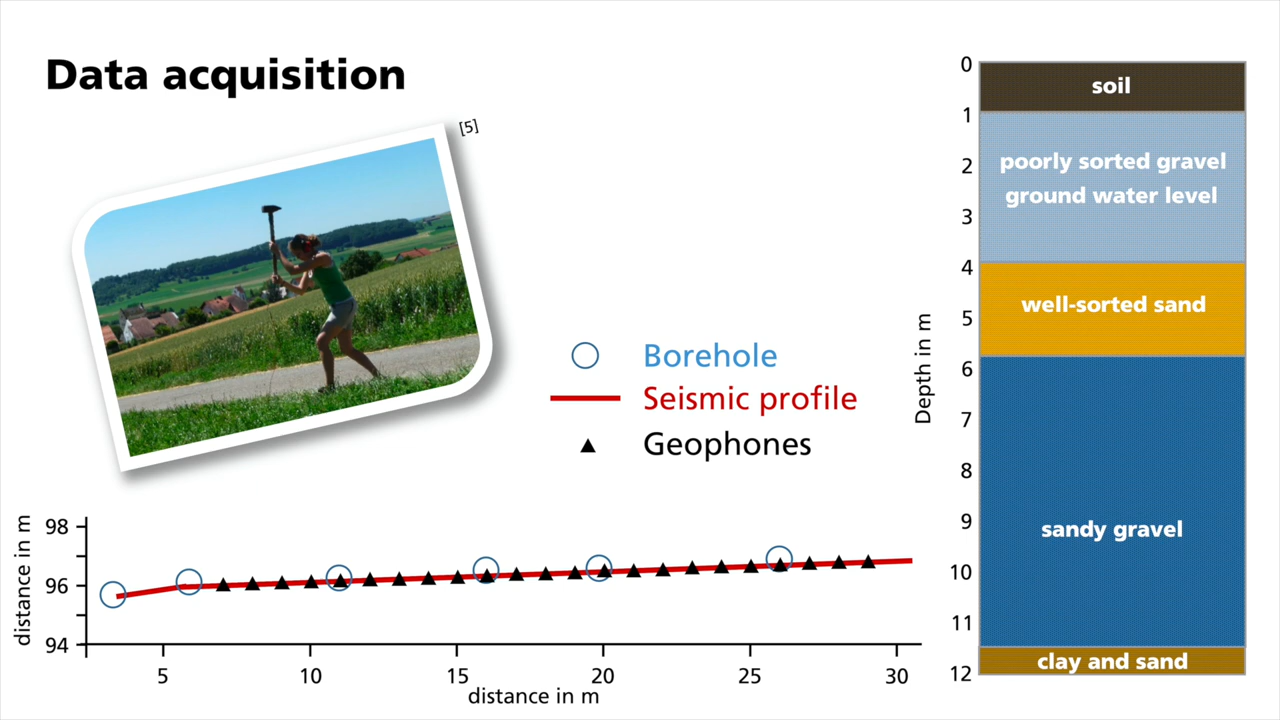 Data acquisition
[5]
Borehole
Seismic profile
Geophones
distance in m
98
96
94
5
10
15
20
25
30
distance in m
Depth in m
0
1
2
3
4
5
6
7
8
9
10
11
12
soil
poorly sorted gravel
ground water level
well-sorted sand
sandy gravel
clay and sand